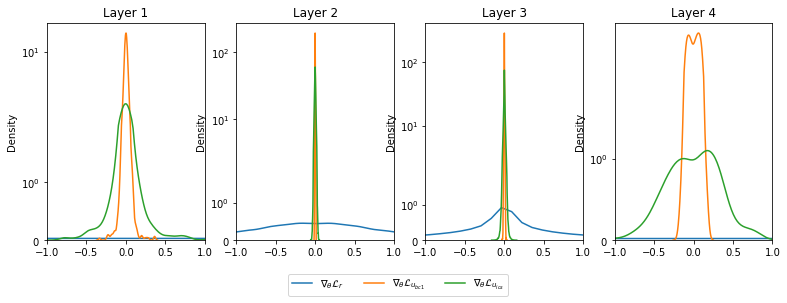 Layer 1 Layer 2 Layer 3 Layer 4
Density Density Density Density
10¹ 10² 10² 10⁰
10⁰ 10¹ 10¹ 0
0 10⁰ 10⁰
0 0
−1.0 −0.5 0.0 0.5 1.0 −1.0 −0.5 0.0 0.5 1.0 −1.0 −0.5 0.0 0.5 1.0 −1.0 −0.5 0.0 0.5 1.0
∇θℒr ∇θℒu_bc1 ∇θℒu_ics